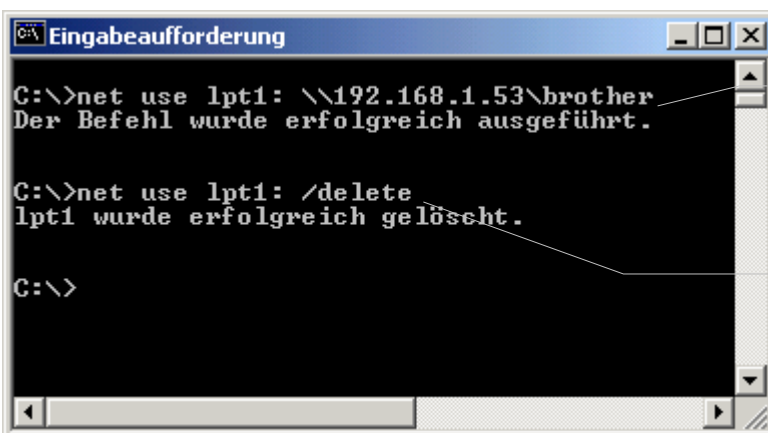 Eingabeaufforderung
C:\>net use lpt1: \\192.168.1.53\brother
Der Befehl wurde erfolgreich ausgeführt.
C:\>net use lpt1: /delete
lpt1 wurde erfolgreich gelöscht.
C:\>